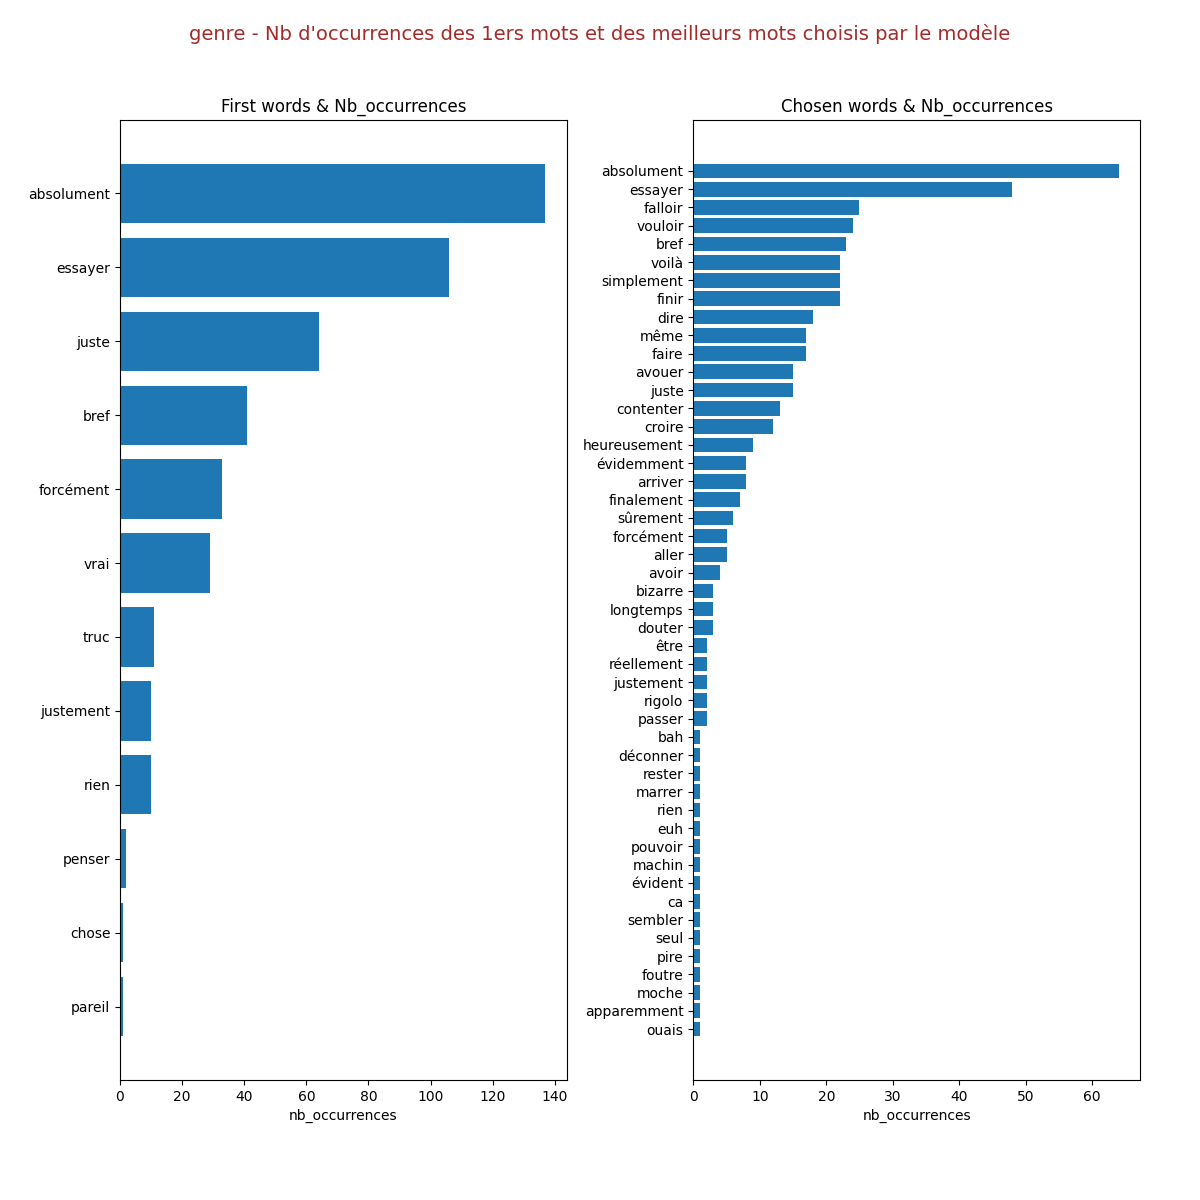 genre - Nb d'occurrences des 1ers mots et des meilleurs mots choisis par le modèle
First words & Nb_occurrences
absolument
essayer
juste
bref
forcément
vrai
truc
justement
rien
penser
chose
pareil
0 20 40 60 80 100 120 140
nb_occurrences
Chosen words & Nb_occurrences
absolument
essayer
falloir
vouloir
bref
voilà
simplement
finir
dire
même
faire
avouer
juste
contenter
croire
heureusement
évidemment
arriver
finalement
sûrement
forcément
aller
avoir
bizarre
longtemps
douter
être
réellement
justement
rigolo
passer
bah
déconner
rester
marrer
rien
euh
pouvoir
machin
évident
ca
sembler
seul
pire
foutre
moche
apparemment
ouais
0 10 20 30 40 50 60
nb_occurrences